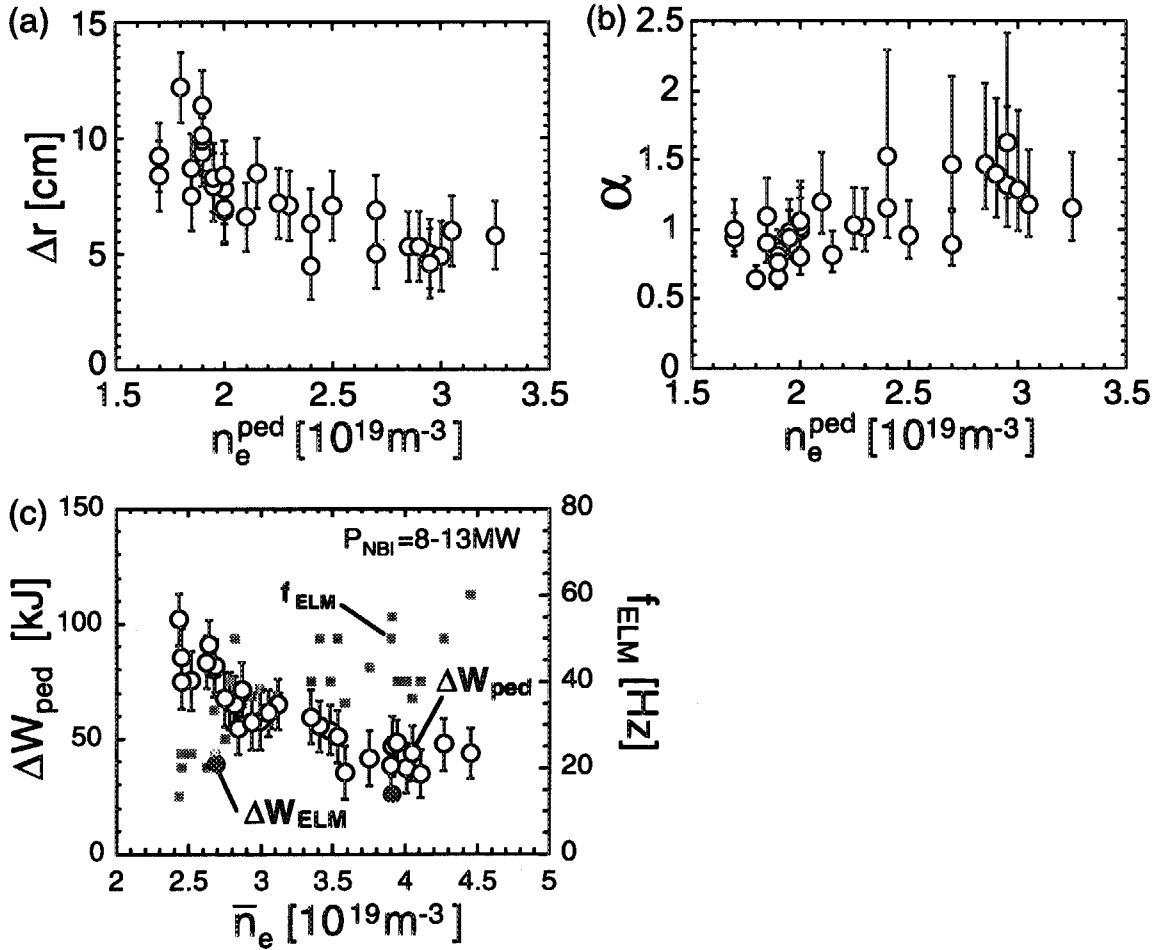 (a)
15
10
5
0
Δr [cm]
1.5 2 2.5 3 3.5
n_e^ped [10^19 m^-3]
(b)
2.5
2
1.5
1
0.5
0
α
1.5 2 2.5 3 3.5
n_e^ped [10^19 m^-3]
(c)
150
100
50
0
ΔW_ped [kJ]
P_NBI=8-13MW
f_ELM
ΔW_ped
ΔW_ELM
80
60
40
20
0
f_ELM [Hz]
2 2.5 3 3.5 4 4.5 5
n̄_e [10^19 m^-3]